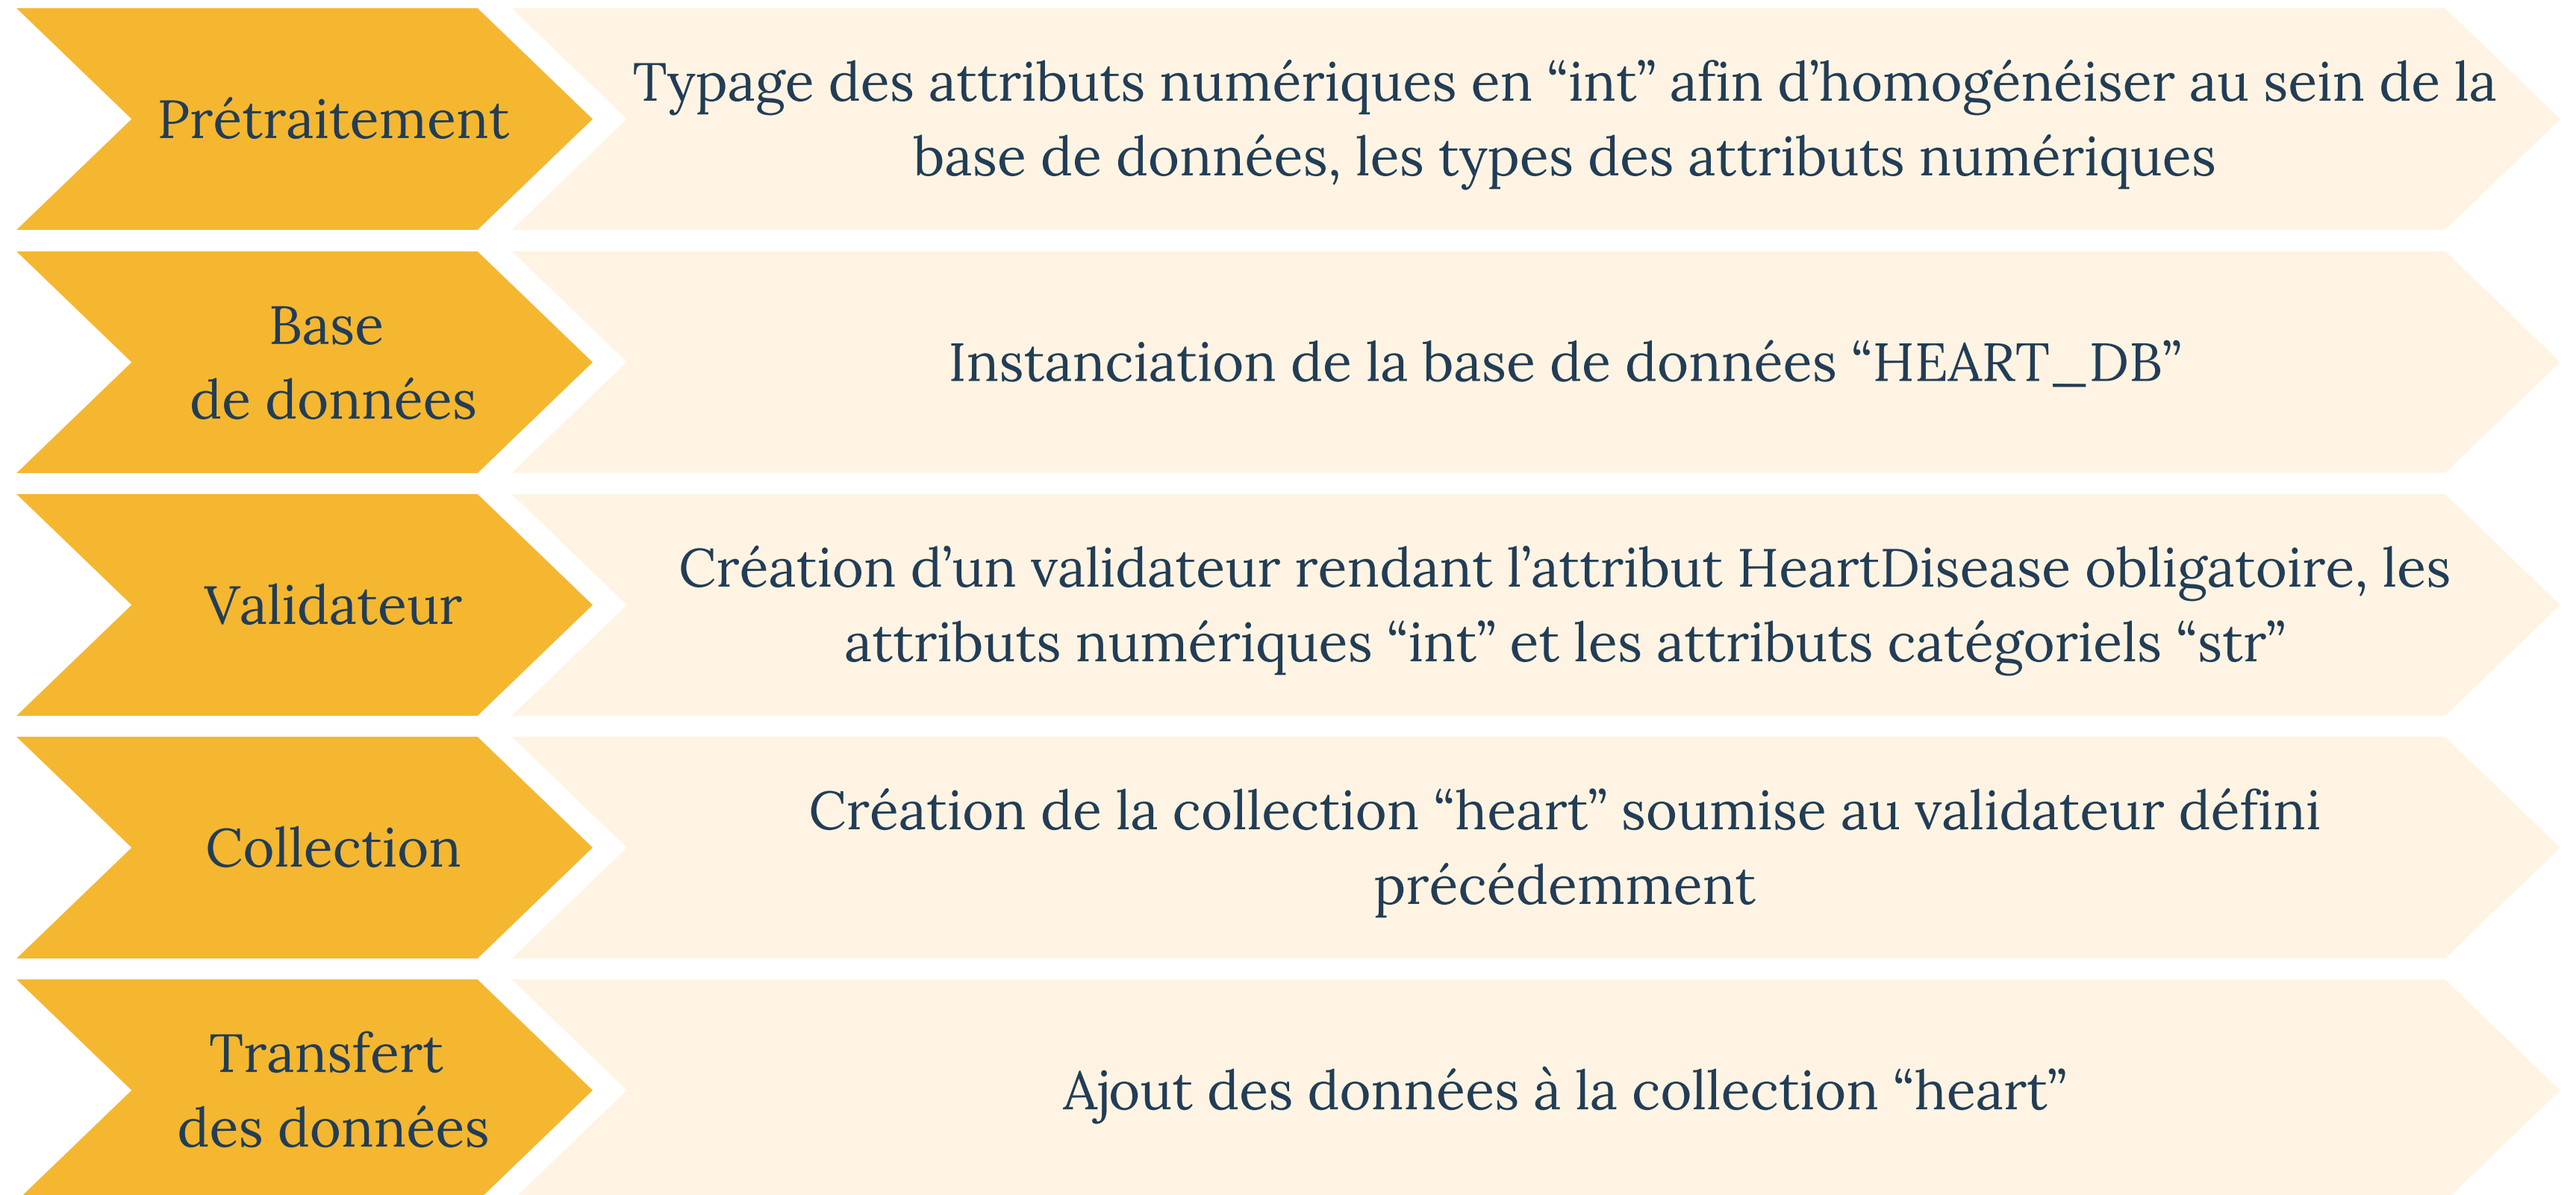 Prétraitement
Typage des attributs numériques en “int” afin d’homogénéiser au sein de la
base de données, les types des attributs numériques
Base
de données
Instanciation de la base de données “HEART_DB”
Validateur
Création d’un validateur rendant l’attribut HeartDisease obligatoire, les
attributs numériques “int” et les attributs catégoriels “str”
Collection
Création de la collection “heart” soumise au validateur défini
précédemment
Transfert
des données
Ajout des données à la collection “heart”